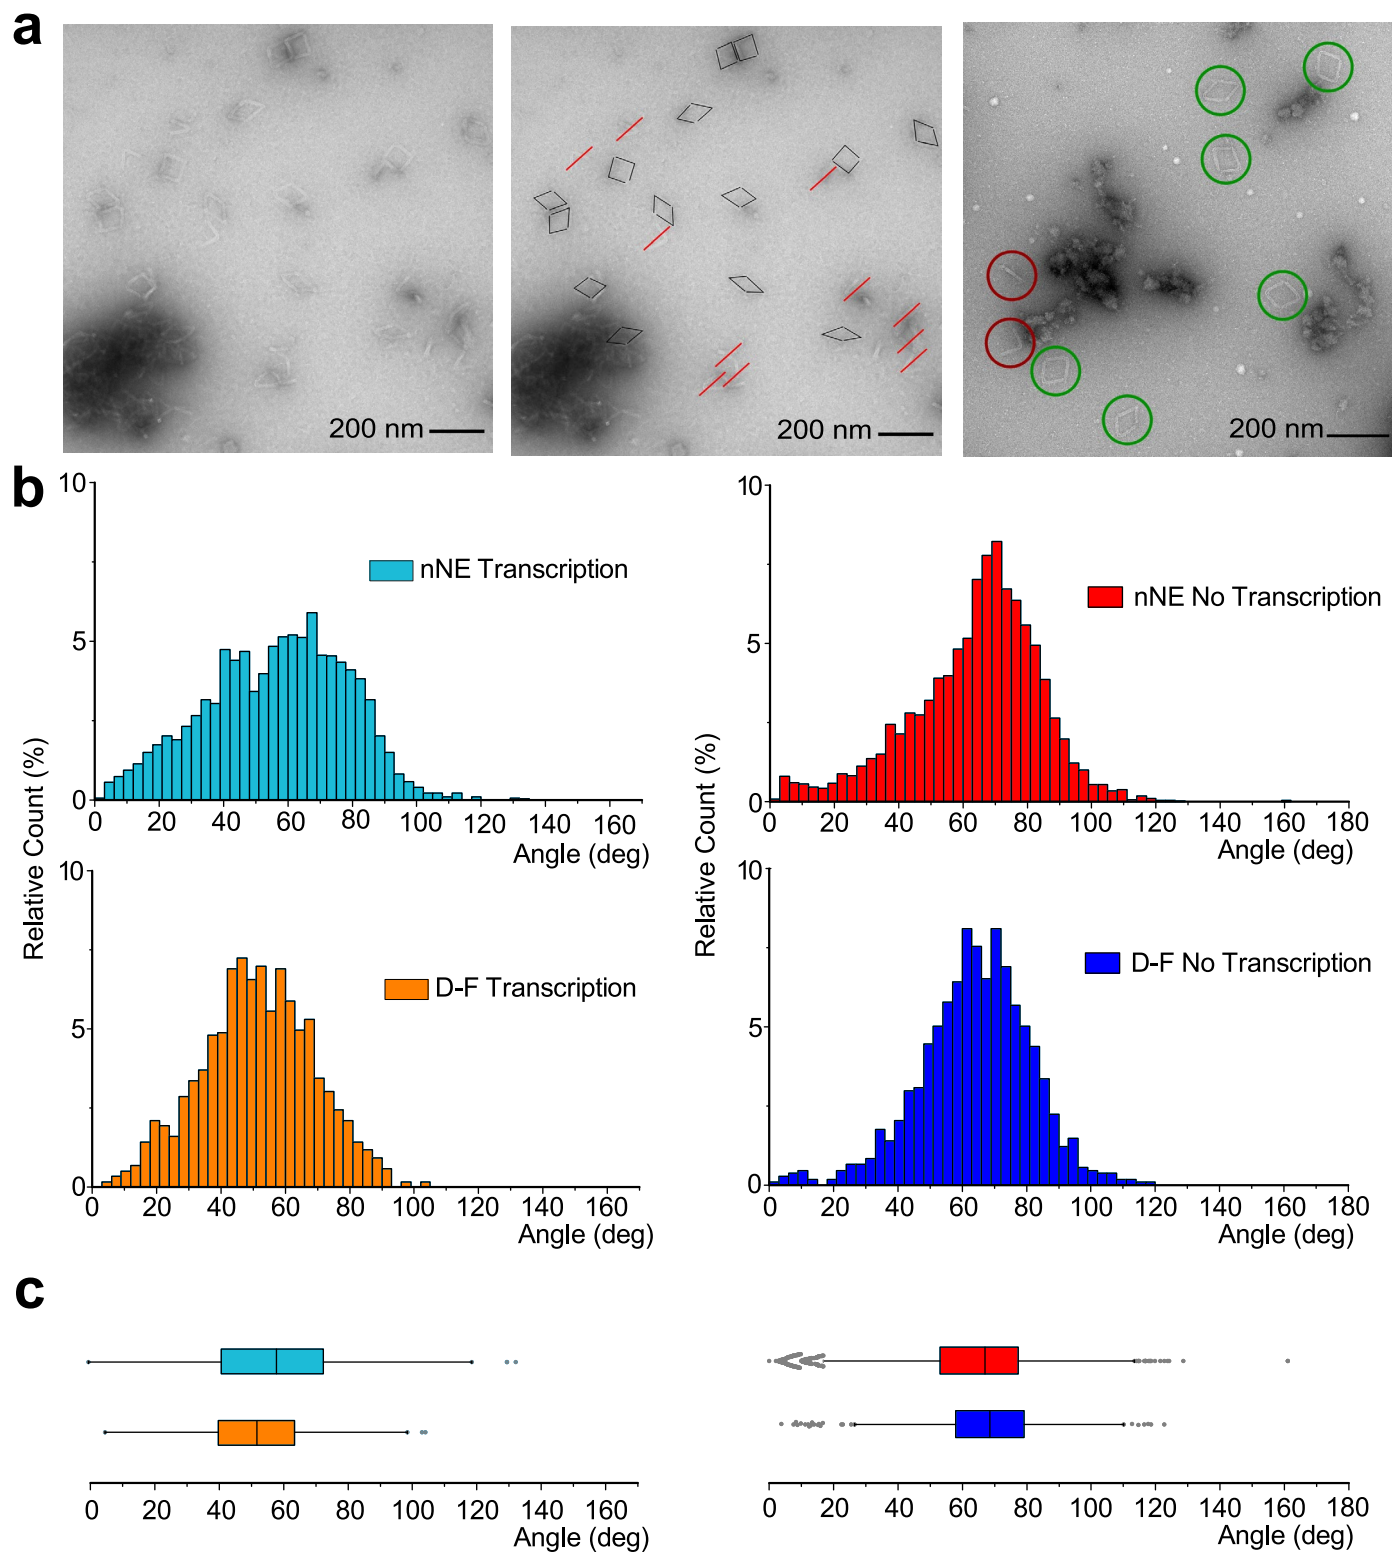 a
200 nm
200 nm
200 nm
b
10
5
0
nNE Transcription
0 20 40 60 80 100 120 140 160
Angle (deg)
Relative Count (%)
10
5
0
nNE No Transcription
0 20 40 60 80 100 120 140 160 180
Angle (deg)
Relative Count (%)
10
5
0
D-F Transcription
0 20 40 60 80 100 120 140 160
Angle (deg)
10
5
0
D-F No Transcription
0 20 40 60 80 100 120 140 160 180
Angle (deg)
c
0 20 40 60 80 100 120 140 160
Angle (deg)
0 20 40 60 80 100 120 140 160 180
Angle (deg)